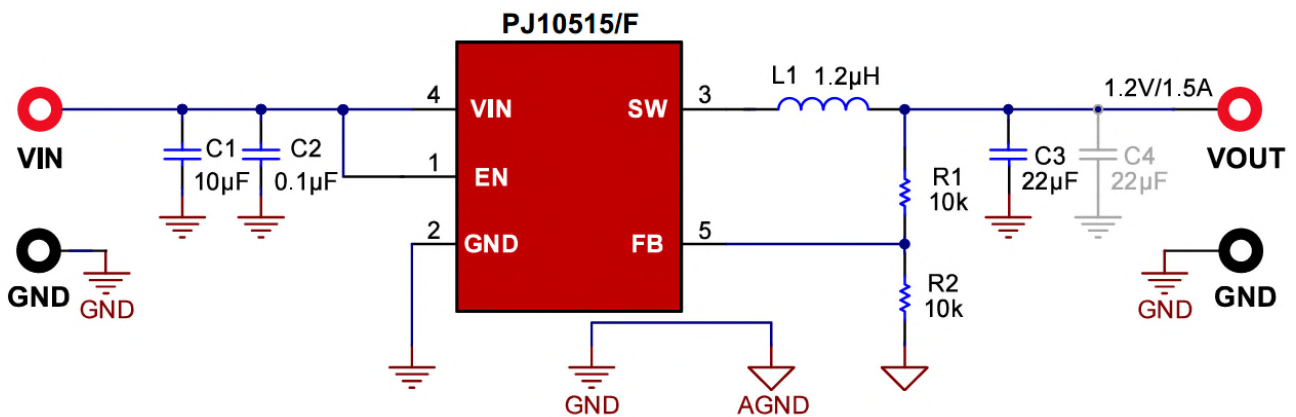 PJ10515/F
L1 1.2µH
1.2V/1.5A
4 VIN SW 3
VIN
C1
10µF
C2
0.1µF
1 EN
R1
10k
C3
22µF
C4
22µF
VOUT
2 GND FB 5
GND
GND
R2
10k
GND
GND
GND
AGND